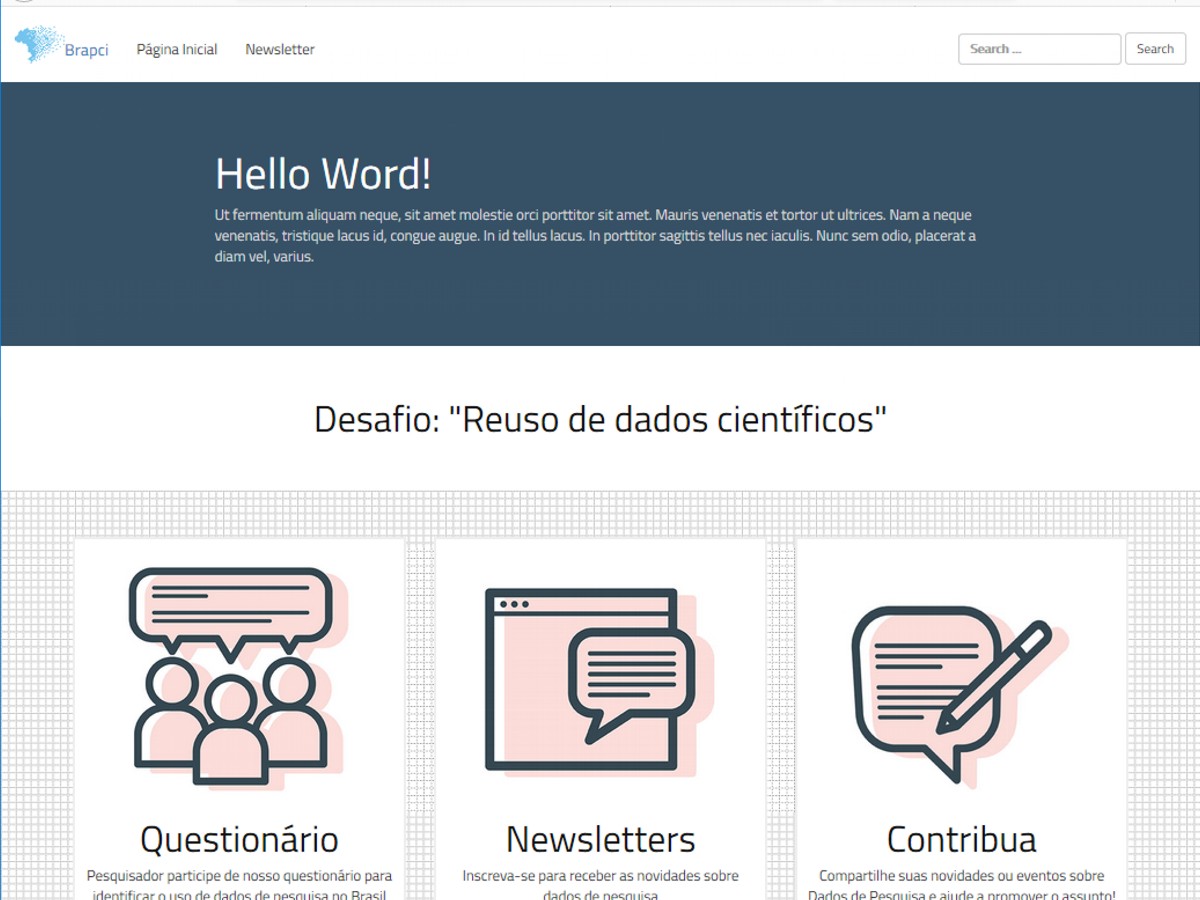 Brapci Página Inicial Newsletter Search ... Search
Hello Word!
Ut fermentum aliquam neque, sit amet molestie orci porttitor sit amet. Mauris venenatis et tortor ut ultrices. Nam a neque
venenatis, tristique lacus id, congue augue. In id tellus lacus. In porttitor sagittis tellus nec iaculis. Nunc sem odio, placerat a
diam vel, varius.
Desafio: "Reuso de dados científicos"
Questionário
Pesquisador participe de nosso questionário para
identificar o uso de dados de pesquisa no Brasil
Newsletters
Inscreva-se para receber as novidades sobre
dados de pesquisa
Contribua
Compartilhe suas novidades ou eventos sobre
Dados de Pesquisa e ajude a promover o assunto!